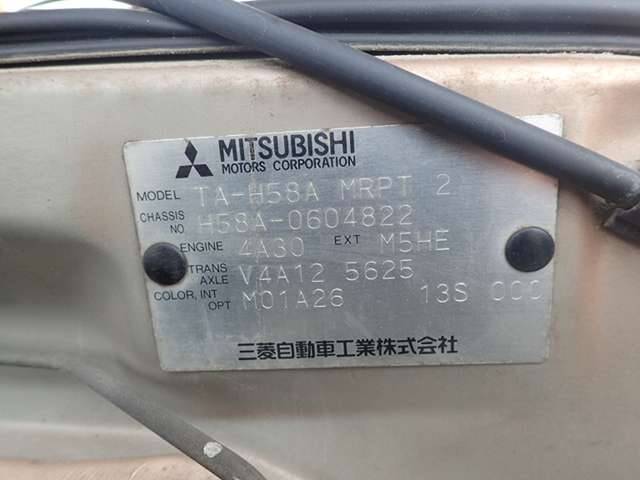 MITSUBISHI
MOTORS CORPORATION
MODEL TA-H58A MRPT 2
CHASSIS NO H58A-0604822
ENGINE 4A30 EXT M5HE
TRANS AXLE V4A12 5625
COLOR, INT OPT M01A26 13S 000
三菱自動車工業株式会社